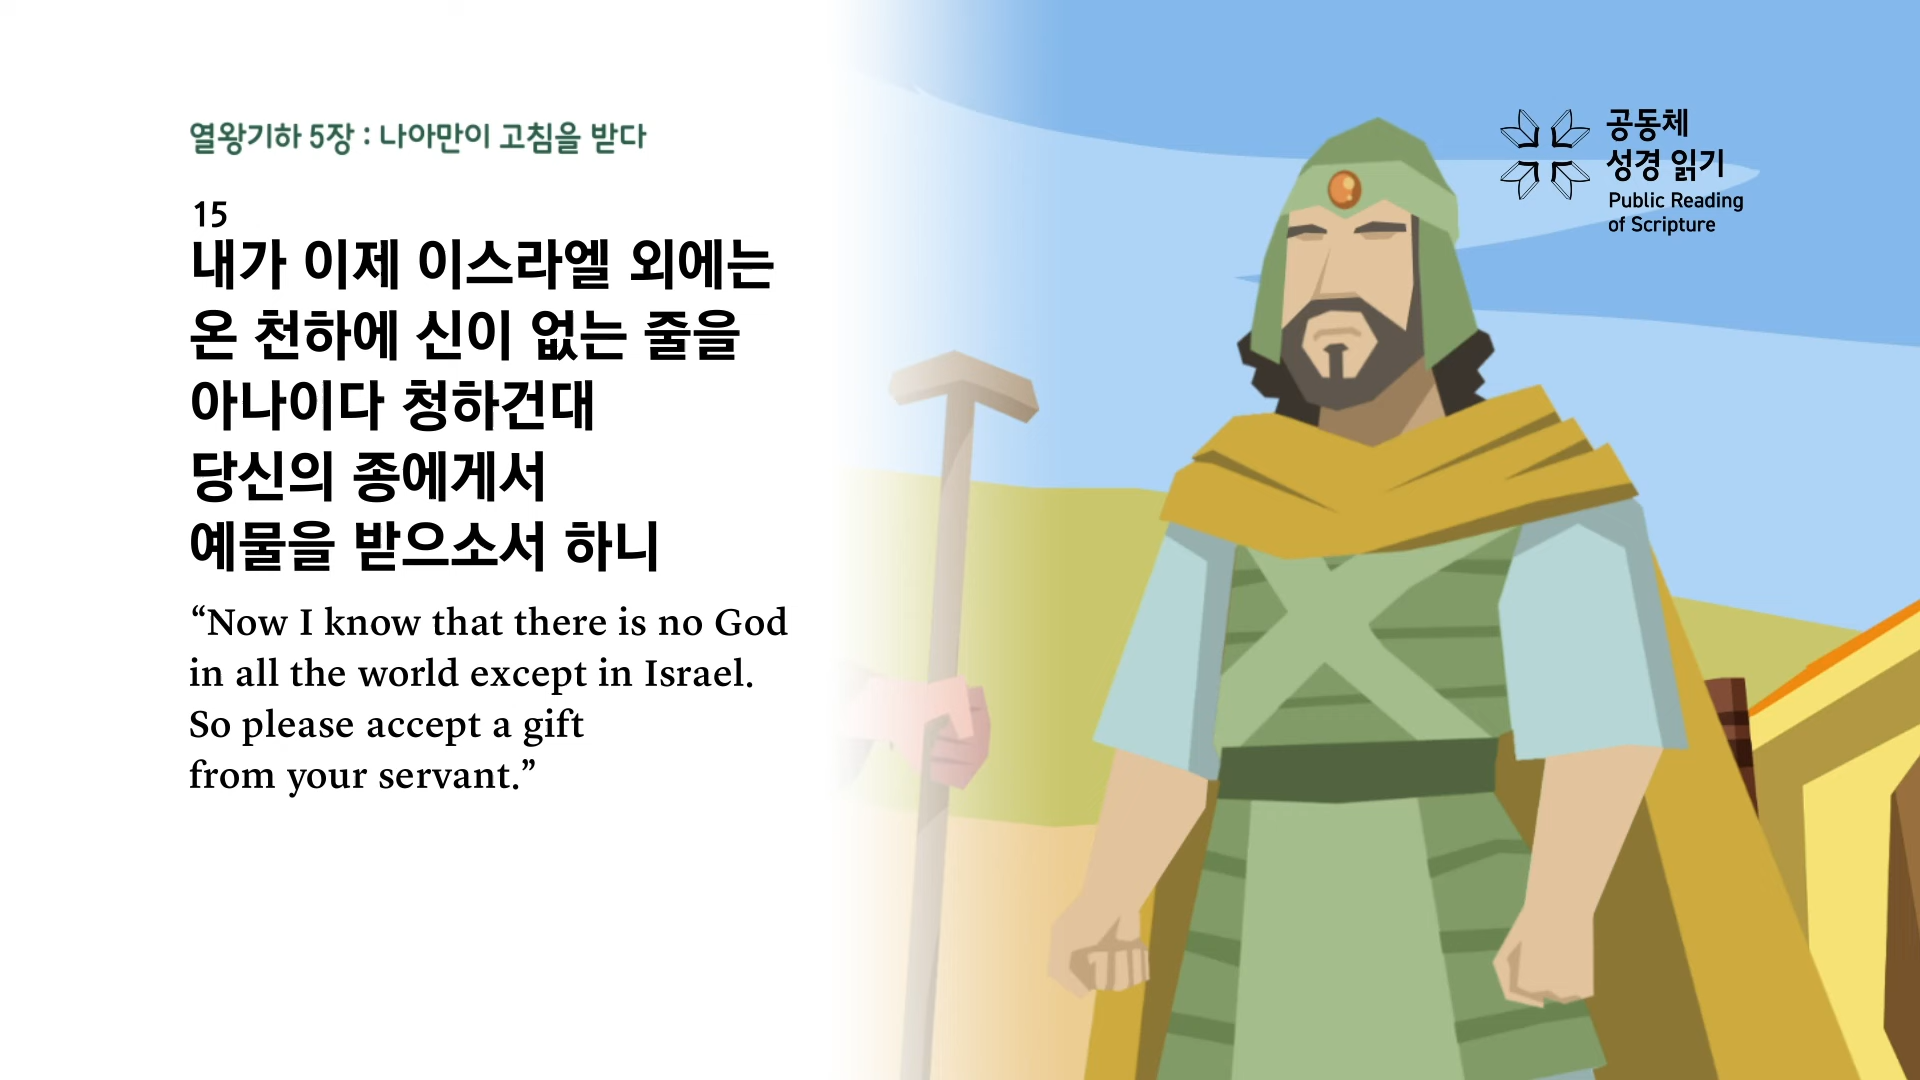 열왕기하 5장 : 나아만이 고침을 받다
15
내가 이제 이스라엘 외에는
온 천하에 신이 없는 줄을
아나이다 청하건대
당신의 종에게서
예물을 받으소서 하니
“Now I know that there is no God
in all the world except in Israel.
So please accept a gift
from your servant.”
공동체
성경 읽기
Public Reading
of Scripture